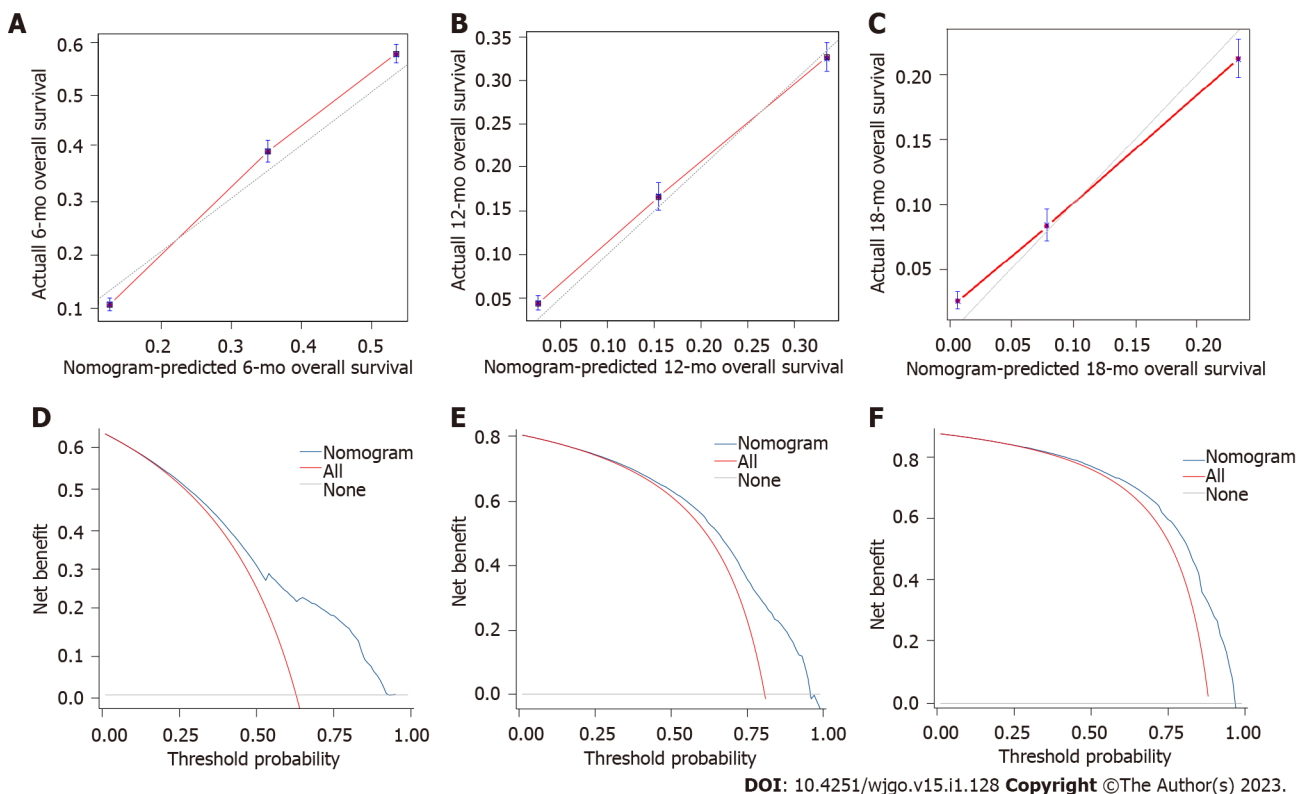 A
Actuall 6-mo overall survival
0.6
0.5
0.4
0.3
0.2
0.1
0.2 0.3 0.4 0.5
Nomogram-predicted 6-mo overall survival
B
Actuall 12-mo overall survival
0.35
0.30
0.25
0.20
0.15
0.10
0.05
0.05 0.10 0.15 0.20 0.25 0.30
Nomogram-predicted 12-mo overall survival
C
Actuall 18-mo overall survival
0.20
0.15
0.10
0.05
0.00 0.05 0.10 0.15 0.20
Nomogram-predicted 18-mo overall survival
D
Net benefit
0.6
0.5
0.4
0.3
0.2
0.1
0.0
Nomogram
All
None
0.00 0.25 0.50 0.75 1.00
Threshold probability
E
Net benefit
0.8
0.6
0.4
0.2
0.0
Nomogram
All
None
0.00 0.25 0.50 0.75 1.00
Threshold probability
F
Net benefit
0.8
0.6
0.4
0.2
0.0
Nomogram
All
None
0.00 0.25 0.50 0.75 1.00
Threshold probability
DOI: 10.4251/wjgo.v15.i1.128 Copyright ©The Author(s) 2023.